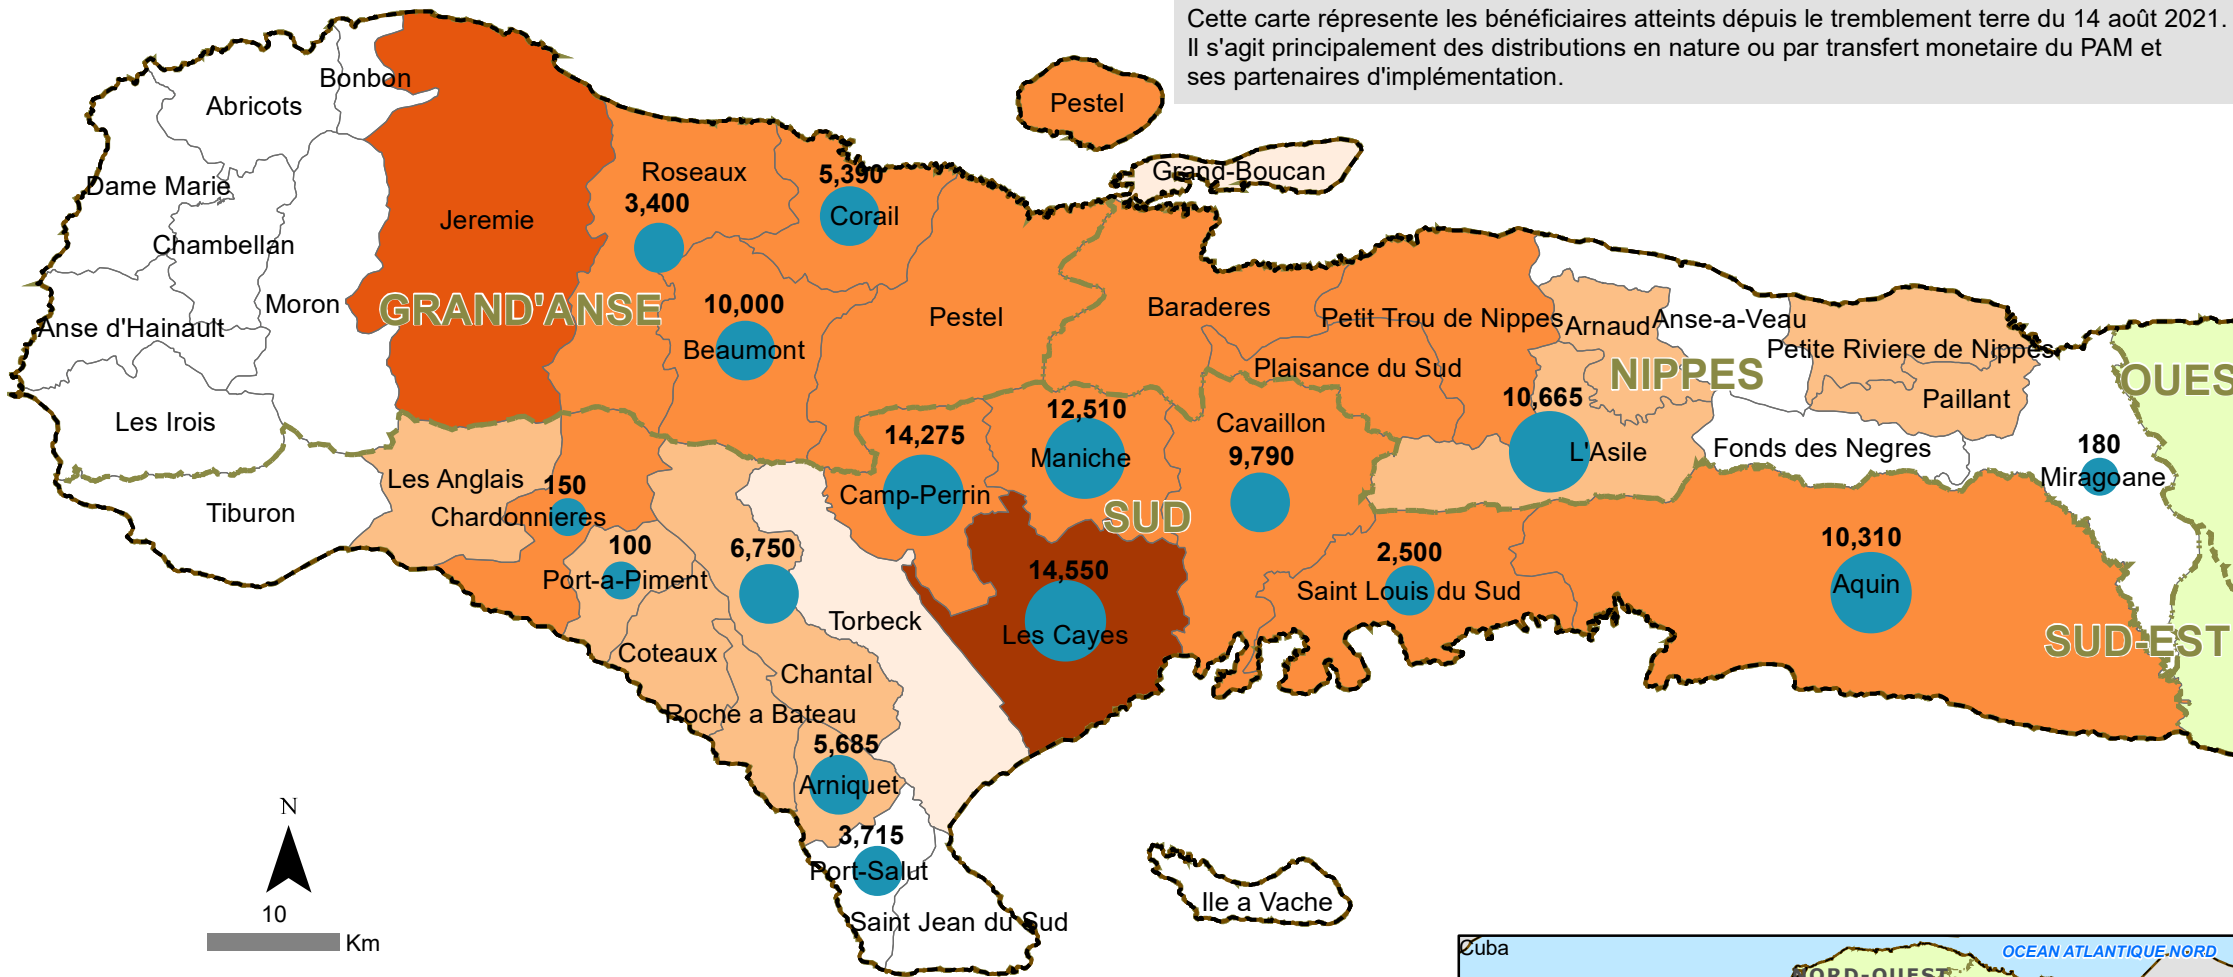 Cette carte répresente les bénéficiaires atteints dépuis le tremblement terre du 14 août 2021.
Il s'agit principalement des distributions en nature ou par transfert monetaire du PAM et
ses partenaires d'implémentation.
Bonbon
Abricots
Pestel
Dame Marie
Roseaux
5,390
Grand-Boucan
3,400
Corail
Jeremie
Chambellan
Moron
GRAND'ANSE
10,000
Pestel
Baraderes
Petit Trou de Nippes
Arnaud
Anse-a-Veau
Anse d'Hainault
Beaumont
Plaisance du Sud
Petite Riviere de Nippes
NIPPES
OUES
Les Irois
12,510
10,665
Paillant
14,275
Cavaillon
Maniche
9,790
L'Asile
Fonds des Negres
180
Miragoane
Les Anglais
150
Camp-Perrin
Tiburon
Chardonnieres
SUD
100
6,750
2,500
10,310
Port-a-Piment
14,550
Saint Louis du Sud
Aquin
Torbeck
Les Cayes
SUD-EST
Coteaux
Chantal
Roche a Bateau
5,685
Arniquet
N
3,715
Port-Salut
Ile a Vache
10
Saint Jean du Sud
Km
Cuba
OCEAN ATLANTIQUE NORD
NORD-OUEST